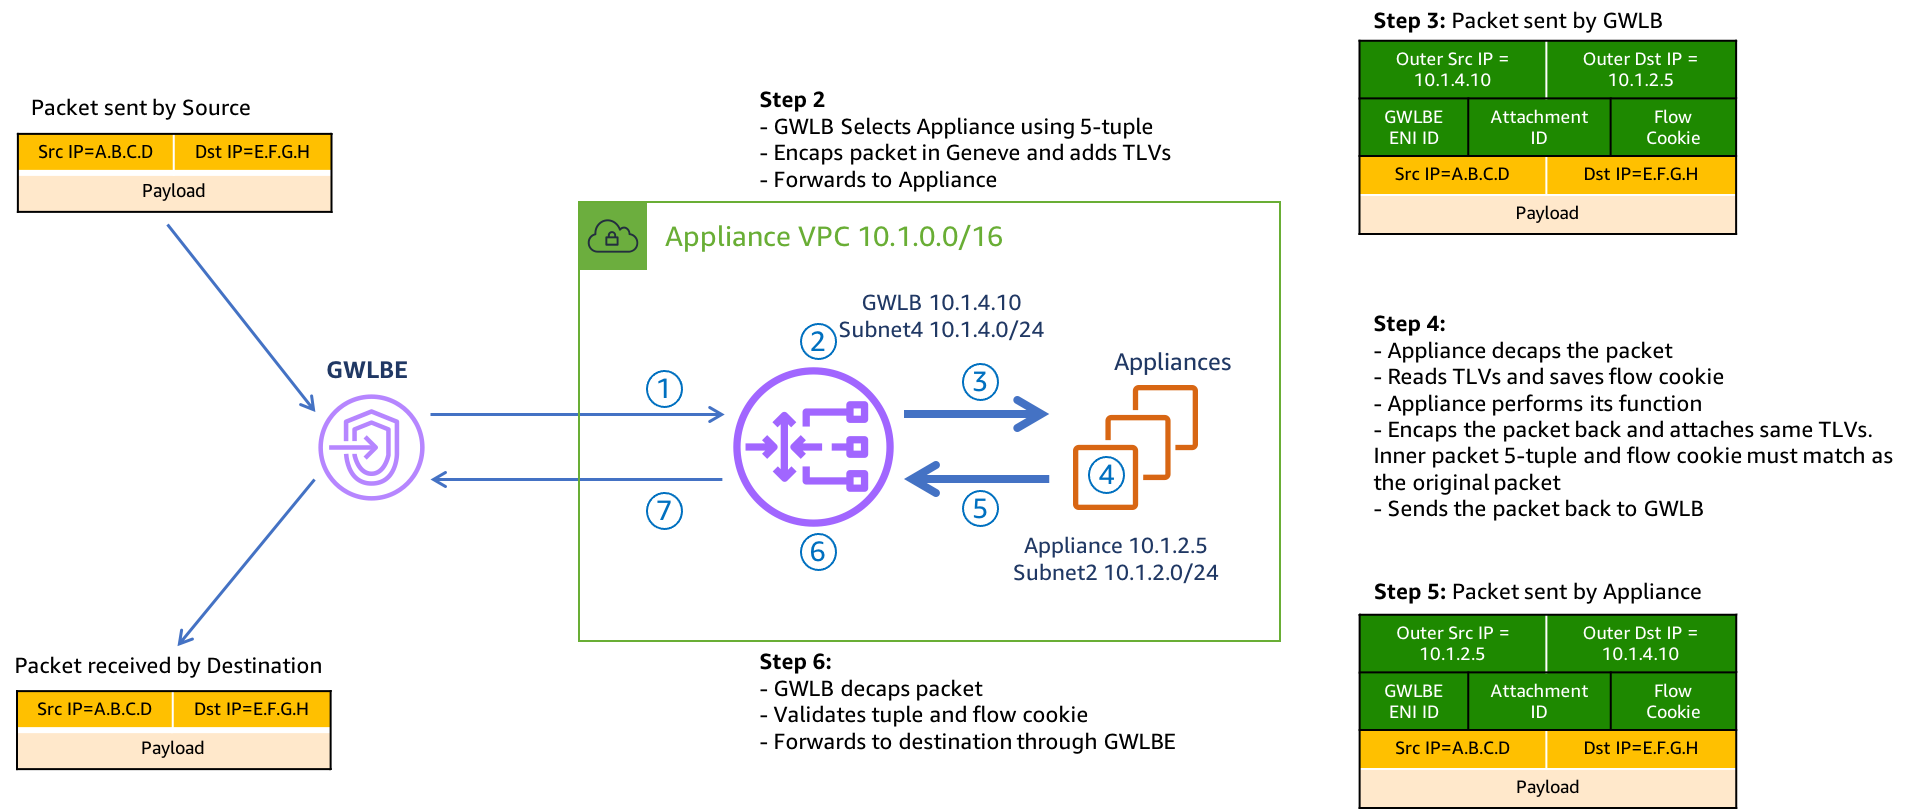 Packet sent by Source
Src IP=A.B.C.D
Dst IP=E.F.G.H
Payload
GWLBE
Packet received by Destination
Src IP=A.B.C.D
Dst IP=E.F.G.H
Payload
Step 2
- GWLB Selects Appliance using 5-tuple
- Encaps packet in Geneve and adds TLVs
- Forwards to Appliance
Appliance VPC 10.1.0.0/16
GWLB 10.1.4.10
Subnet4 10.1.4.0/24
2
1
3
Appliances
4
7
5
6
Appliance 10.1.2.5
Subnet2 10.1.2.0/24
Step 6:
- GWLB decaps packet
- Validates tuple and flow cookie
- Forwards to destination through GWLBE
Step 3: Packet sent by GWLB
Outer Src IP =
10.1.4.10
Outer Dst IP =
10.1.2.5
GWLBE
ENI ID
Attachment
ID
Flow
Cookie
Src IP=A.B.C.D
Dst IP=E.F.G.H
Payload
Step 4:
- Appliance decaps the packet
- Reads TLVs and saves flow cookie
- Appliance performs its function
- Encaps the packet back and attaches same TLVs.
Inner packet 5-tuple and flow cookie must match as
the original packet
- Sends the packet back to GWLB
Step 5: Packet sent by Appliance
Outer Src IP =
10.1.2.5
Outer Dst IP =
10.1.4.10
GWLBE
ENI ID
Attachment
ID
Flow
Cookie
Src IP=A.B.C.D
Dst IP=E.F.G.H
Payload